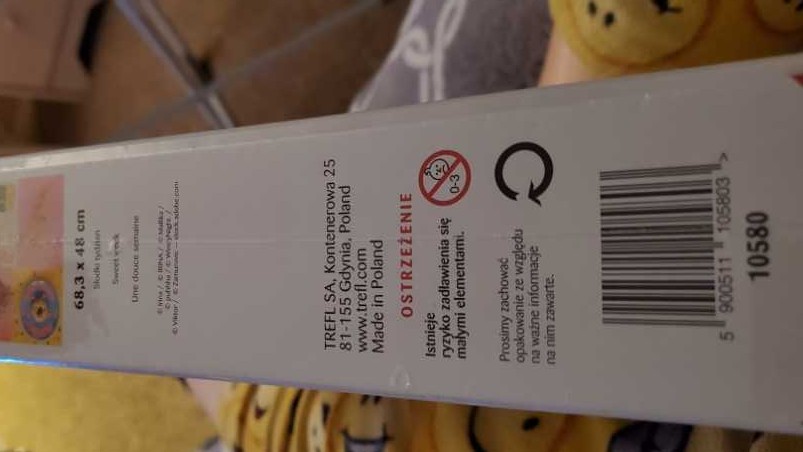 68,3 x 48 cm
Słodki tydzień
Sweet week
Une douce semaine
TREFL SA, Kontenerowa 25
81-155 Gdynia, Poland
www.trefl.com
Made in Poland
OSTRZEŻENIE
0-3
Istnieje
ryzyko zadławienia się
małymi elementami.
Prosimy zachować
opakowanie ze względu
na ważne informacje
na nim zawarte.
5 900511 105803 >
10580